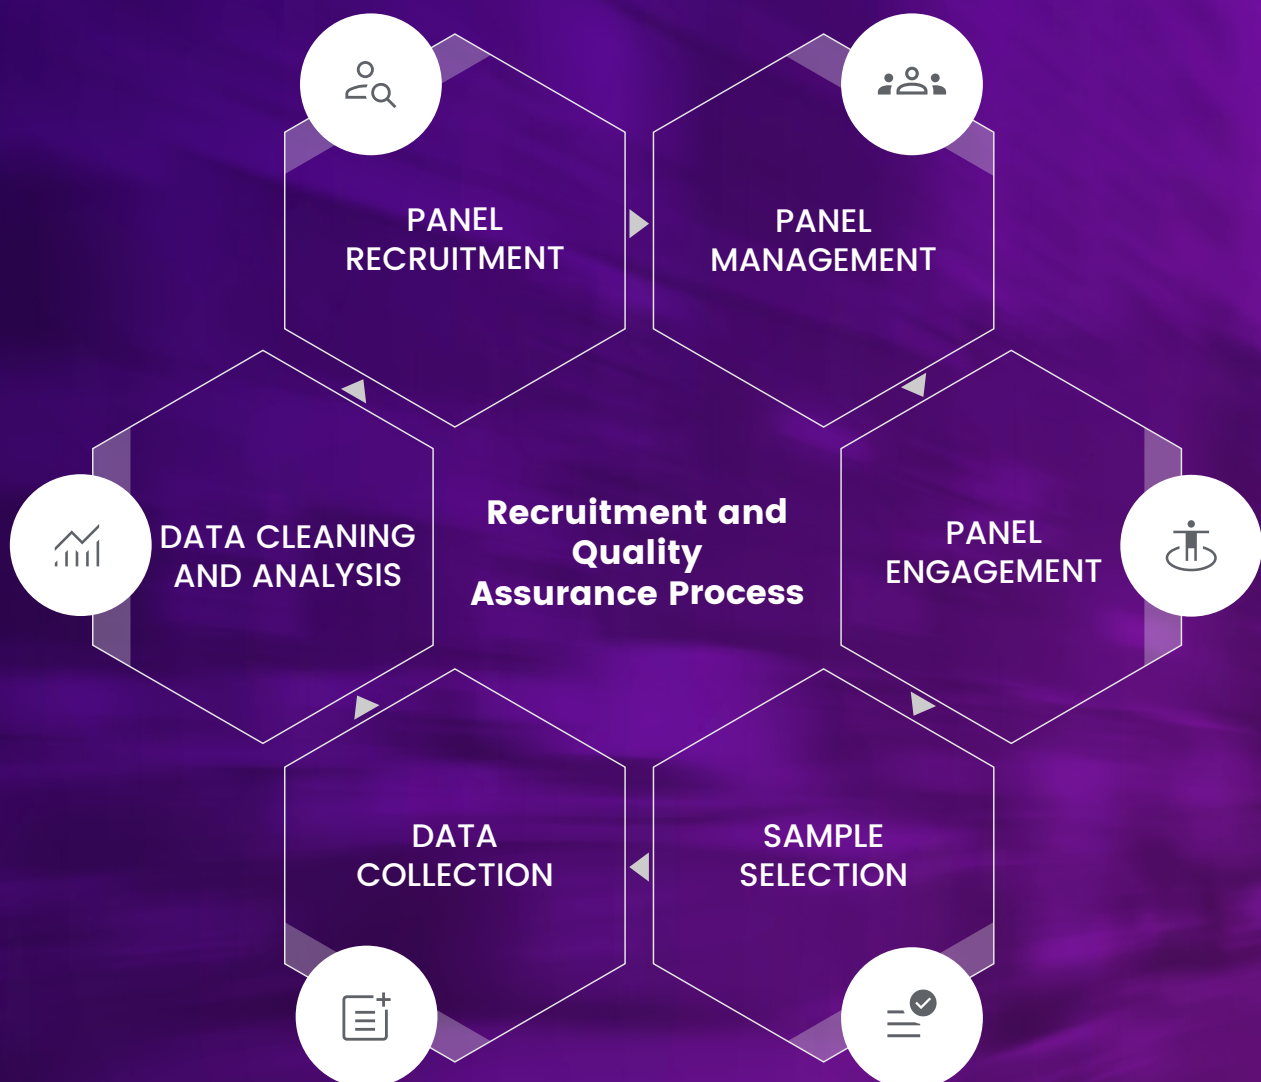 PANEL
RECRUITMENT
PANEL
MANAGEMENT
DATA CLEANING
AND ANALYSIS
Recruitment and
Quality
Assurance Process
PANEL
ENGAGEMENT
DATA
COLLECTION
SAMPLE
SELECTION